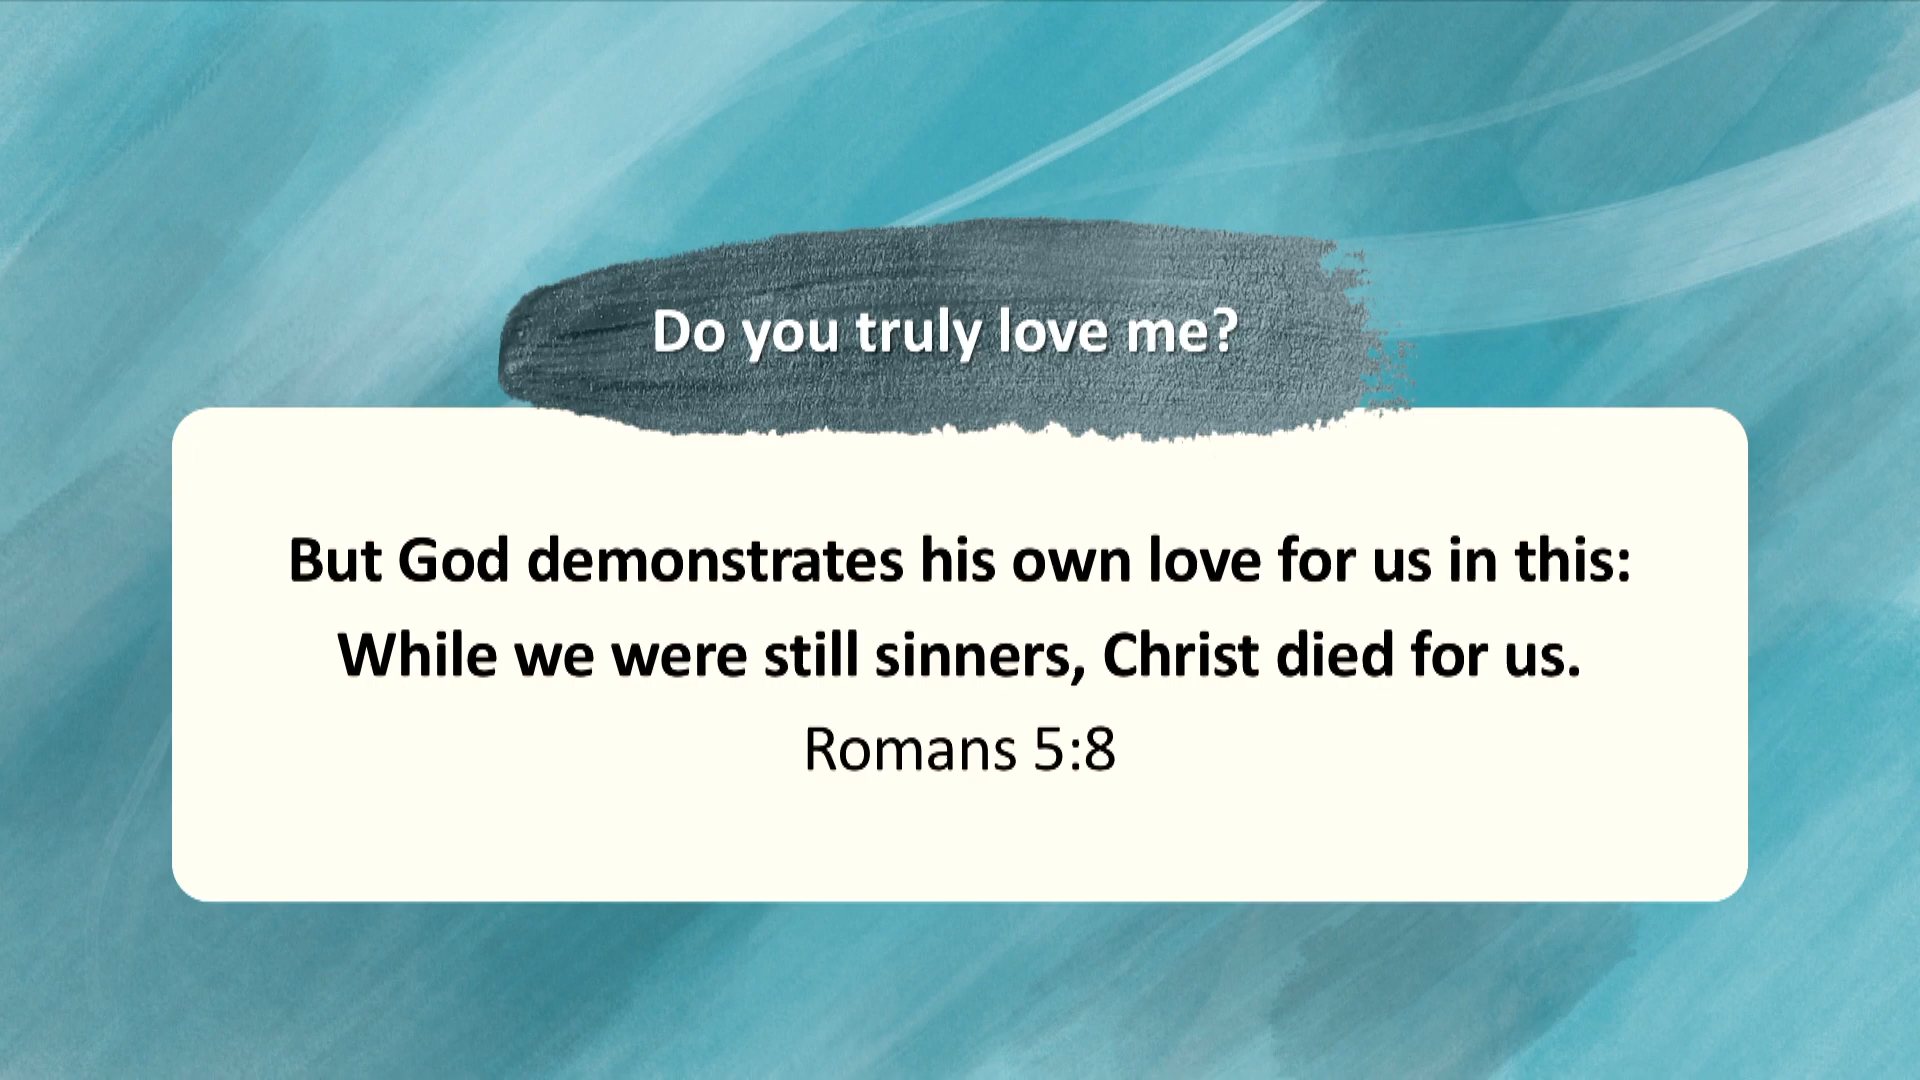 Do you truly love me?
But God demonstrates his own love for us in this:
While we were still sinners, Christ died for us.
Romans 5:8